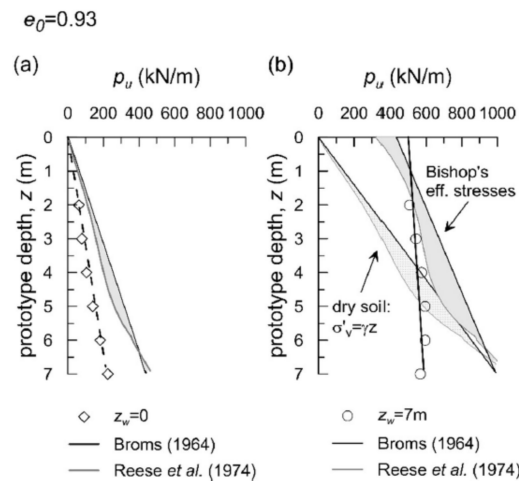 e0=0.93
(a)
pu (kN/m)
0 200 400 600 800 1000
prototype depth, z (m)
0
1
2
3
4
5
6
7
zw=0
Broms (1964)
Reese et al. (1974)
(b)
pu (kN/m)
0 200 400 600 800 1000
prototype depth, z (m)
0
1
2
3
4
5
6
7
Bishop's
eff. stresses
dry soil:
σ'v=γz
zw=7m
Broms (1964)
Reese et al. (1974)